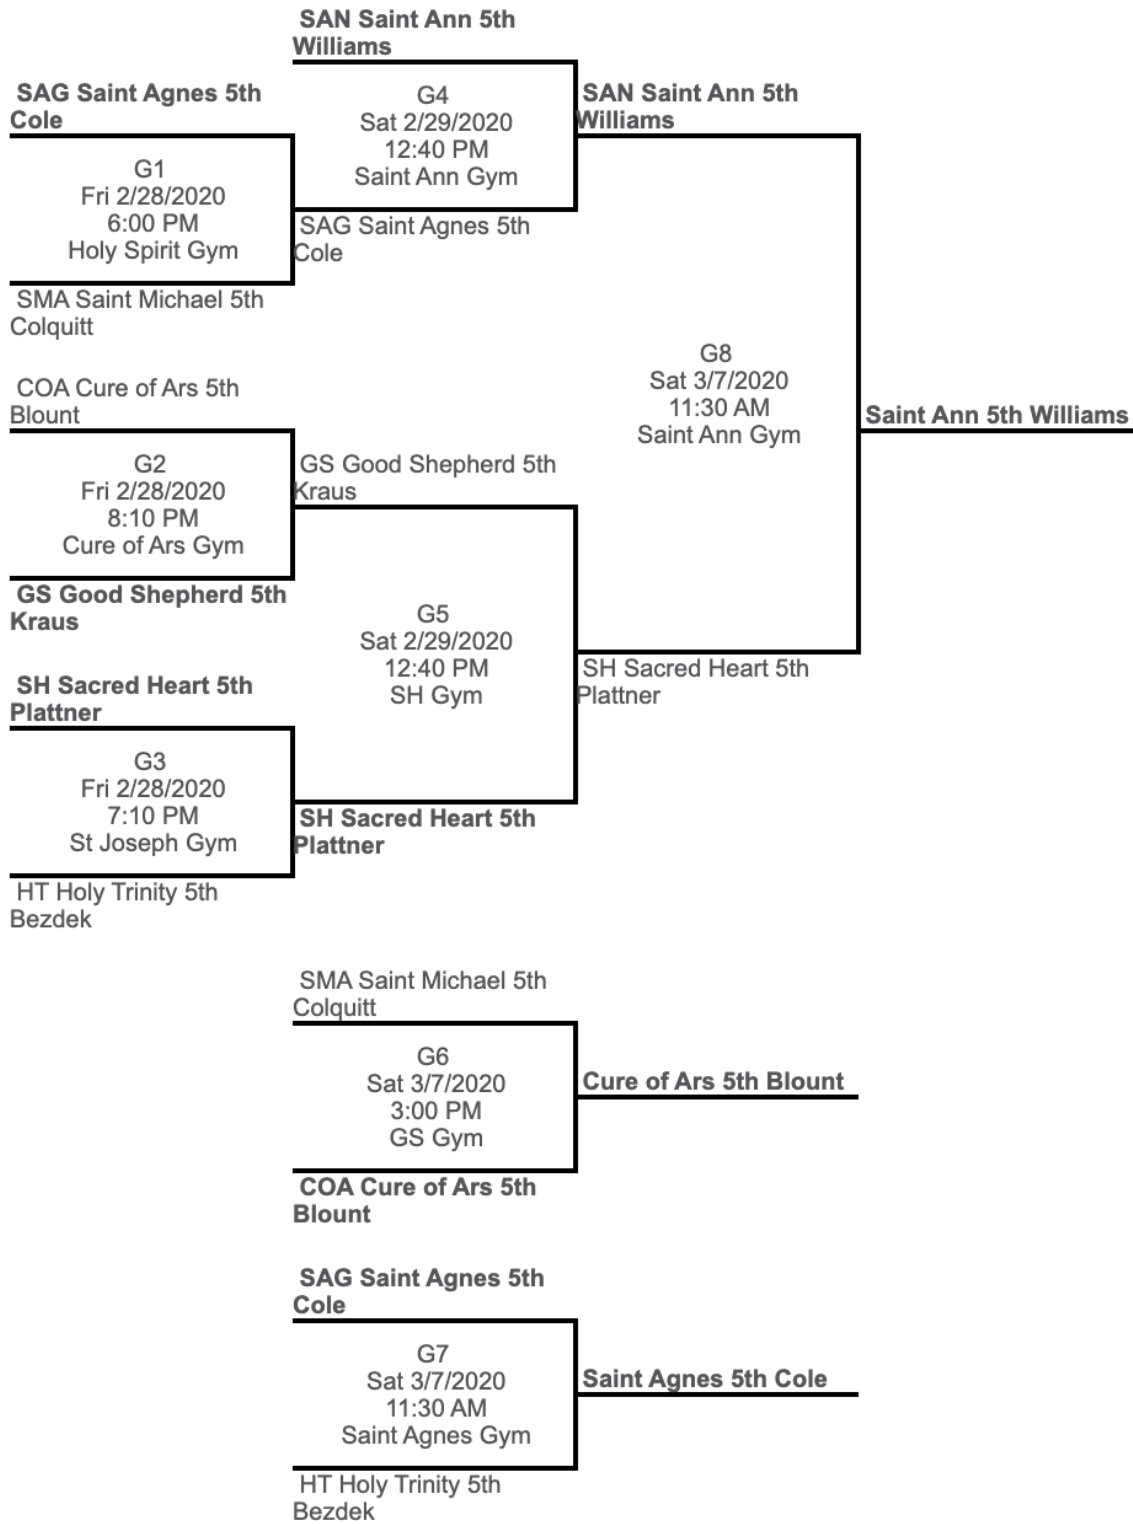 SAN Saint Ann 5th
Williams
SAG Saint Agnes 5th
Cole
G4
Sat 2/29/2020
12:40 PM
Saint Ann Gym
SAN Saint Ann 5th
Williams
G1
Fri 2/28/2020
6:00 PM
Holy Spirit Gym
SAG Saint Agnes 5th
Cole
SMA Saint Michael 5th
Colquitt
G8
Sat 3/7/2020
11:30 AM
Saint Ann Gym
COA Cure of Ars 5th
Blount
Saint Ann 5th Williams
G2
Fri 2/28/2020
8:10 PM
Cure of Ars Gym
GS Good Shepherd 5th
Kraus
GS Good Shepherd 5th
Kraus
G5
Sat 2/29/2020
12:40 PM
SH Gym
SH Sacred Heart 5th
Plattner
SH Sacred Heart 5th
Plattner
G3
Fri 2/28/2020
7:10 PM
St Joseph Gym
SH Sacred Heart 5th
Plattner
HT Holy Trinity 5th
Bezdek
SMA Saint Michael 5th
Colquitt
G6
Sat 3/7/2020
3:00 PM
GS Gym
Cure of Ars 5th Blount
COA Cure of Ars 5th
Blount
SAG Saint Agnes 5th
Cole
G7
Sat 3/7/2020
11:30 AM
Saint Agnes Gym
Saint Agnes 5th Cole
HT Holy Trinity 5th
Bezdek